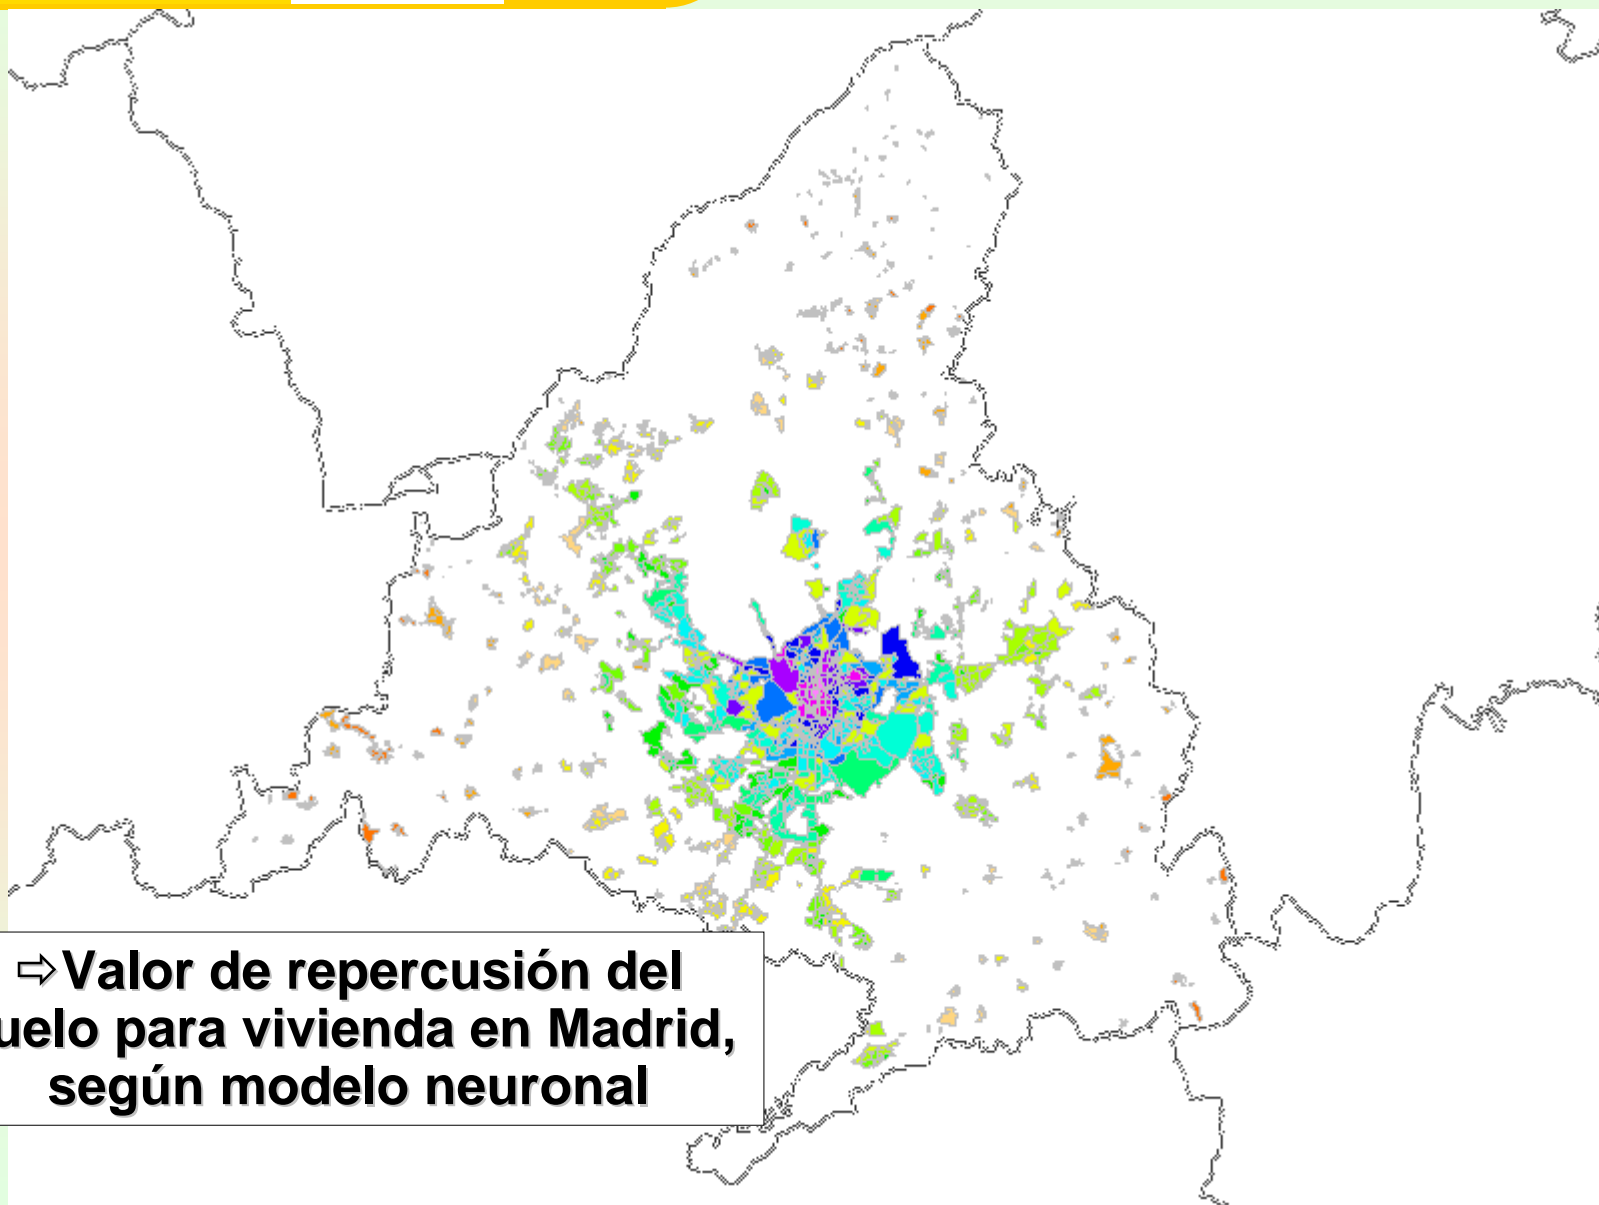 ⇨Valor de repercusión del
uelo para vivienda en Madrid,
según modelo neuronal